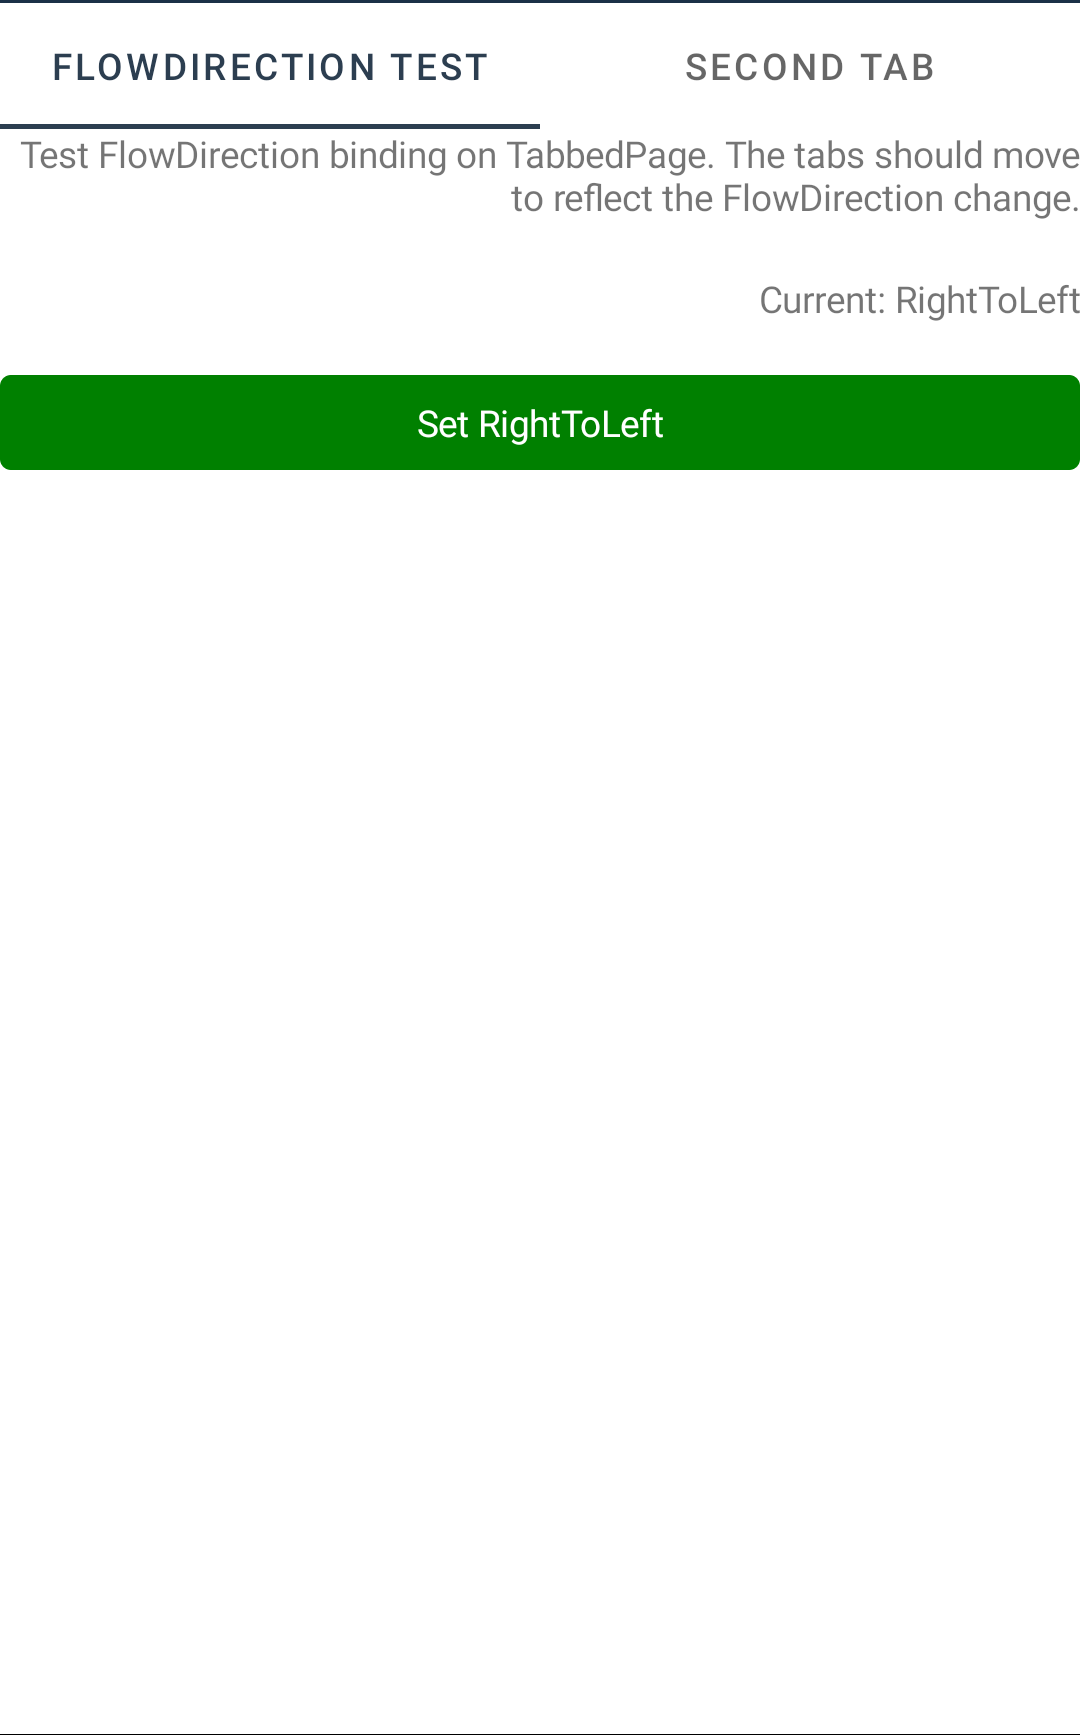 FLOWDIRECTION TEST
SECOND TAB
Test FlowDirection binding on TabbedPage. The tabs should move
to reflect the FlowDirection change.
Current: RightToLeft
Set RightToLeft